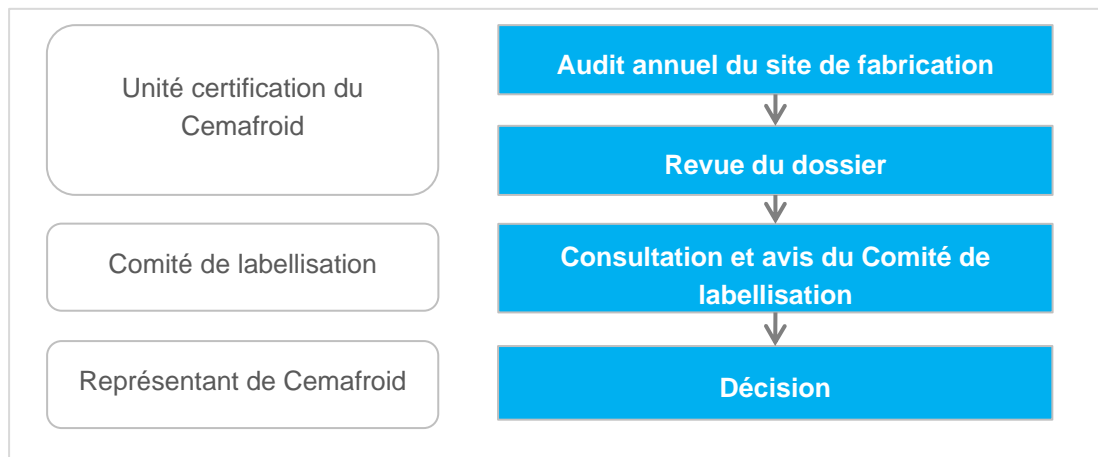 Unité certification du
Cemafroid
Audit annuel du site de fabrication
Revue du dossier
Comité de labellisation
Consultation et avis du Comité de
labellisation
Représentant de Cemafroid
Décision